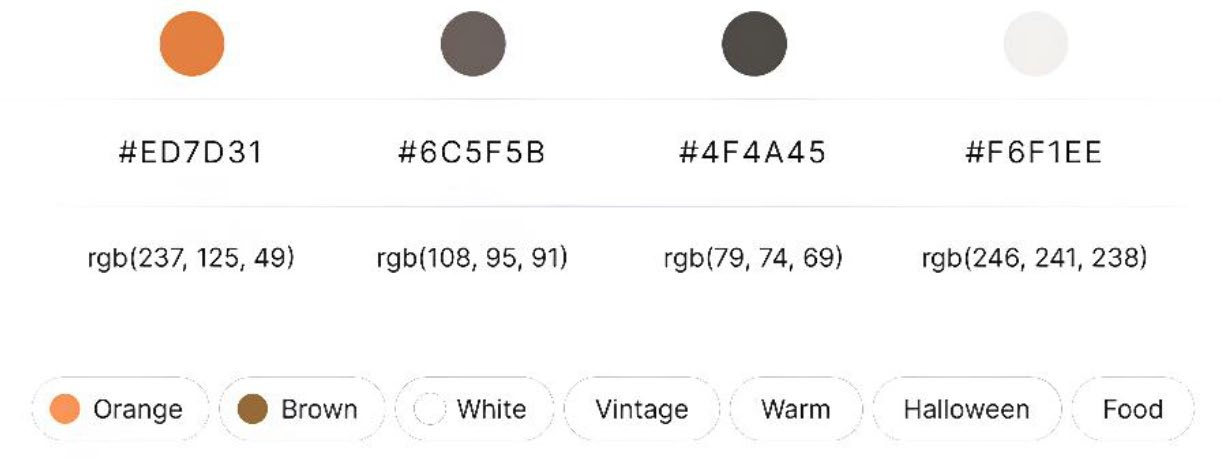 #ED7D31 #6C5F5B #4F4A45 #F6F1EE
rgb(237, 125, 49) rgb(108, 95, 91) rgb(79, 74, 69) rgb(246, 241, 238)
Orange Brown White Vintage Warm Halloween Food